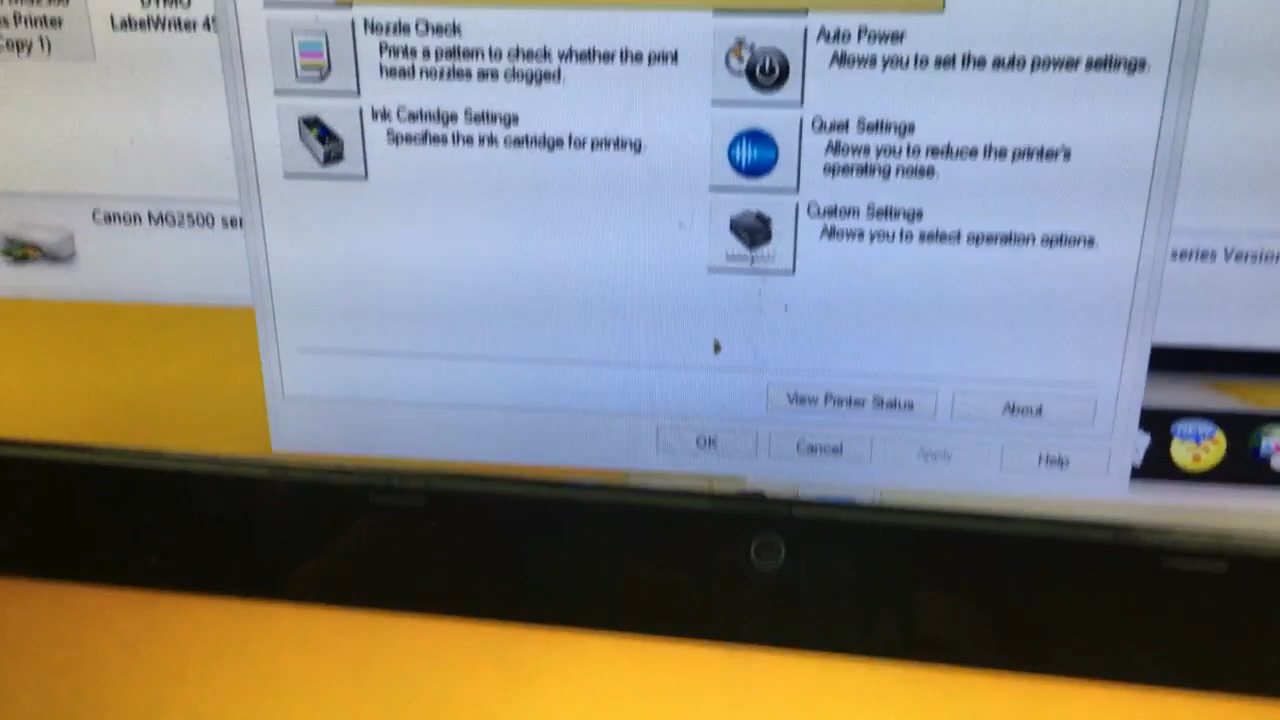 s Printer
Copy 1)
DYMO
LabelWriter 4
Nozzle Check
Prints a pattern to check whether the print
head nozzles are clogged.
Ink Cartridge Settings
Specifies the ink cartridge for printing.
Auto Power
Allows you to set the auto power settings.
Quiet Settings
Allows you to reduce the printer's
operating noise.
Custom Settings
Allows you to select operation options.
Canon MG2500 ser
series Version
View Printer Status
About
OK
Cancel
Apply
Help